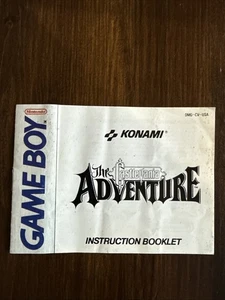 DMG-CV-USA
Nintendo
GAME BOY
KONAMI
The Castlevania
ADVENTURE
INSTRUCTION BOOKLET